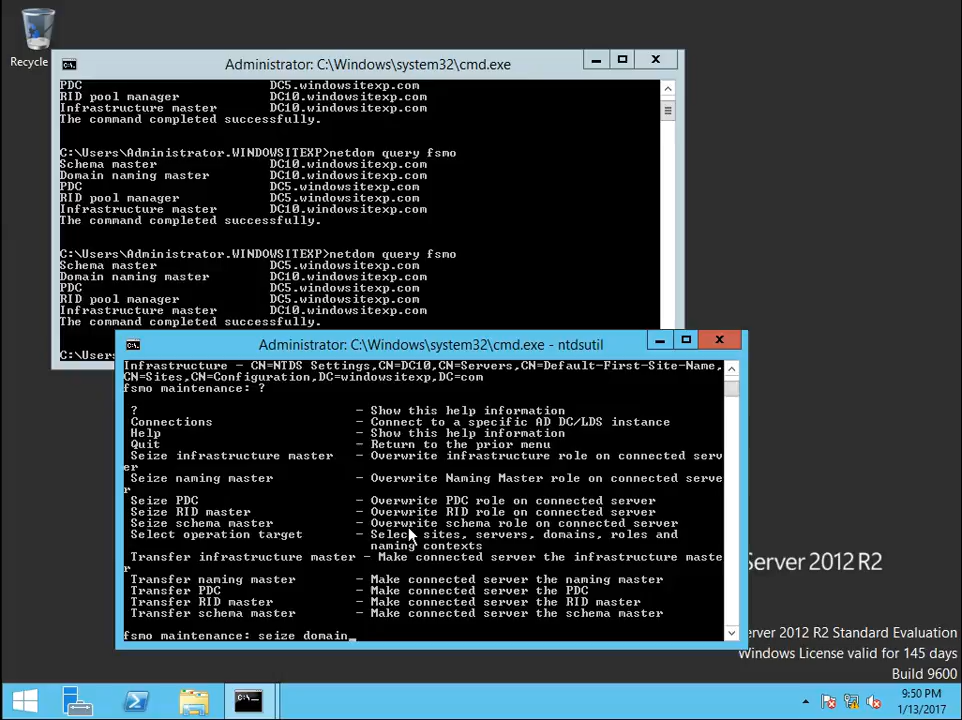 Recycle
Administrator: C:\Windows\system32\cmd.exe
PDC                         DC5.windowsitexp.com
RID pool manager            DC5.windowsitexp.com
Infrastructure master       DC10.windowsitexp.com
The command completed successfully.
C:\Users\Administrator.WINDOWSITEXP>netdom query fsmo
Schema master               DC10.windowsitexp.com
Domain naming master        DC10.windowsitexp.com
PDC                         DC5.windowsitexp.com
RID pool manager            DC5.windowsitexp.com
Infrastructure master       DC10.windowsitexp.com
The command completed successfully.
C:\Users\Administrator.WINDOWSITEXP>netdom query fsmo
Schema master               DC5.windowsitexp.com
Domain naming master        DC10.windowsitexp.com
PDC                         DC5.windowsitexp.com
RID pool manager            DC5.windowsitexp.com
Infrastructure master       DC10.windowsitexp.com
The command completed successfully.
C:\Users
Administrator: C:\Windows\system32\cmd.exe - ntdsutil
Infrastructure - CN=NTDS Settings,CN=DC10,CN=Servers,CN=Default-First-Site-Name,
CN=Sites,CN=Configuration,DC=windowsitexp,DC=com
fsmo maintenance: ?
?                             - Show this help information
Connections                   - Connect to a specific AD DC/LDS instance
Help                          - Show this help information
Quit                          - Return to the prior menu
Seize infrastructure master   - Overwrite infrastructure role on connected serv
er
Seize naming master           - Overwrite Naming Master role on connected serve
r
Seize PDC                     - Overwrite PDC role on connected server
Seize RID master              - Overwrite RID role on connected server
Seize schema master           - Overwrite schema role on connected server
Select operation target       - Select sites, servers, domains, roles and
naming contexts
Transfer infrastructure master - Make connected server the infrastructure maste
r
Transfer naming master        - Make connected server the naming master
Transfer PDC                  - Make connected server the PDC
Transfer RID master           - Make connected server the RID master
Transfer schema master        - Make connected server the schema master
fsmo maintenance: seize domain_
Server 2012 R2
erver 2012 R2 Standard Evaluation
Windows License valid for 145 days
Build 9600
9:50 PM
1/13/2017